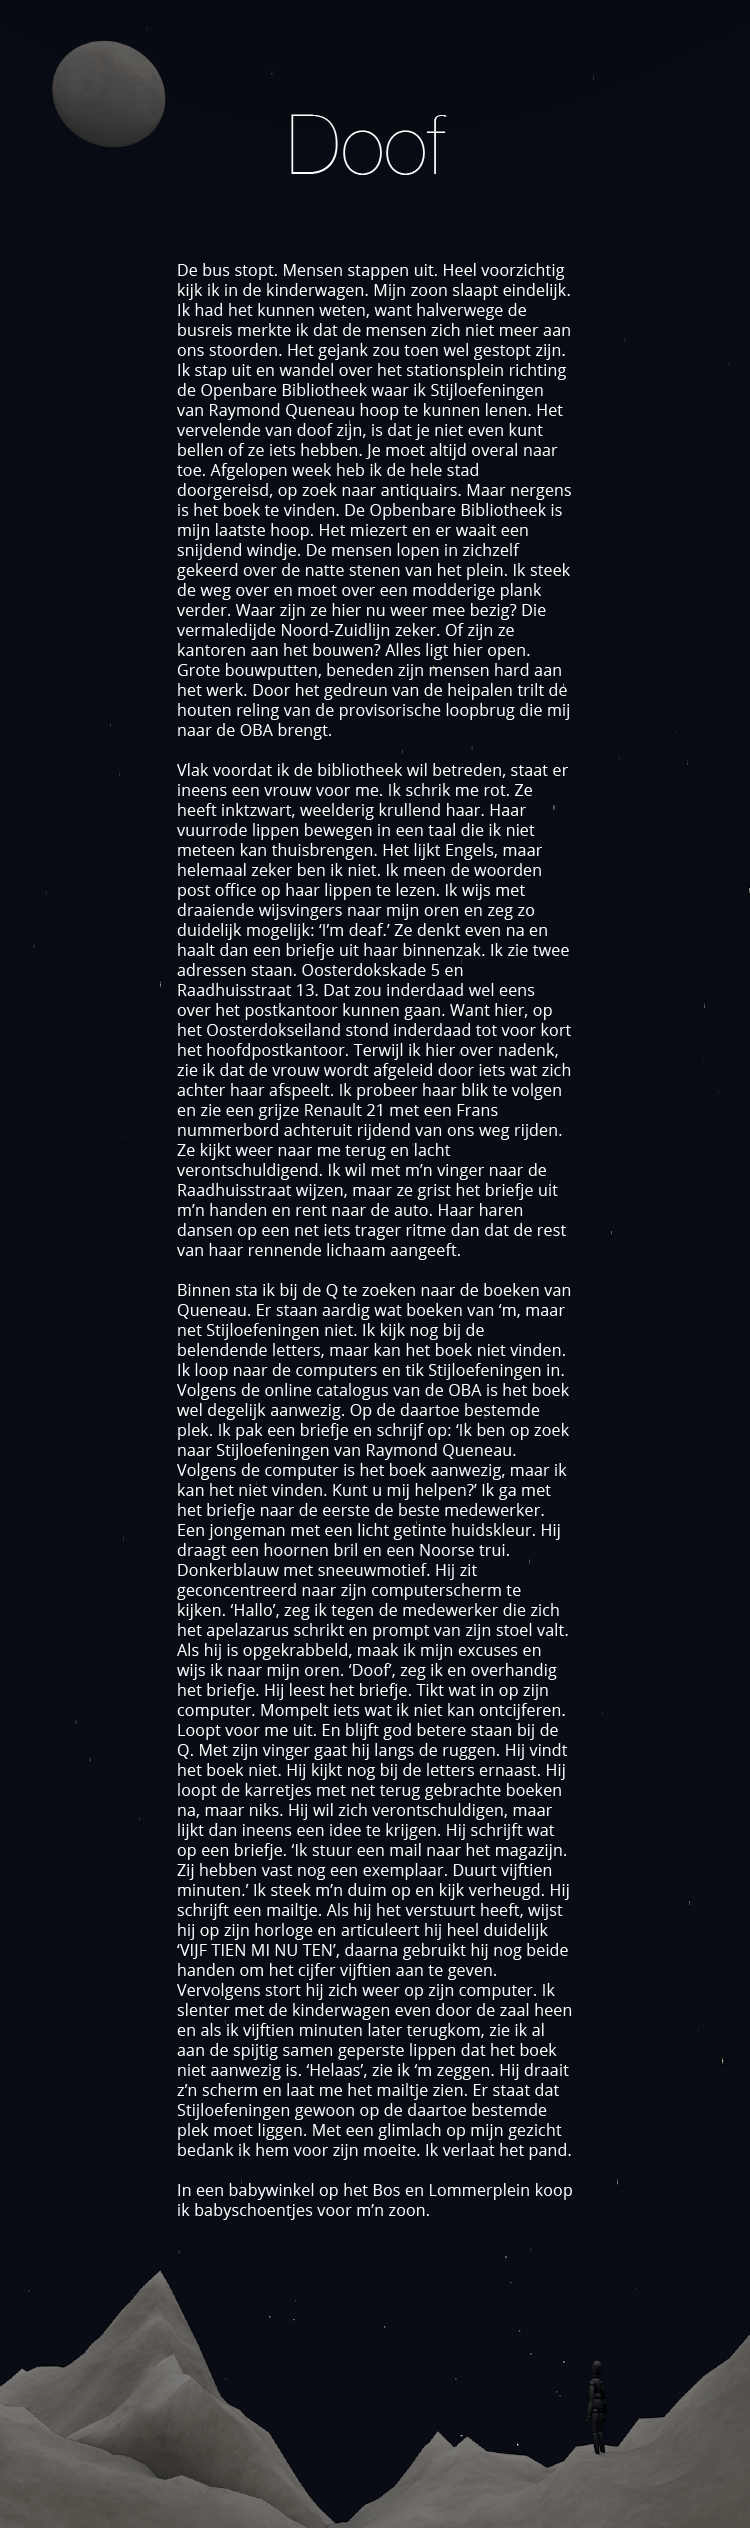 Doof
De bus stopt. Mensen stappen uit. Heel voorzichtig
kijk ik in de kinderwagen. Mijn zoon slaapt eindelijk.
Ik had het kunnen weten, want halverwege de
busreis merkte ik dat de mensen zich niet meer aan
ons stoorden. Het gejank zou toen wel gestopt zijn.
Ik stap uit en wandel over het stationsplein richting
de Openbare Bibliotheek waar ik Stijloefeningen
van Raymond Queneau hoop te kunnen lenen. Het
vervelende van doof zijn, is dat je niet even kunt
bellen of ze iets hebben. Je moet altijd overal naar
toe. Afgelopen week heb ik de hele stad
doorgereisd, op zoek naar antiquairs. Maar nergens
is het boek te vinden. De Opbenbare Bibliotheek is
mijn laatste hoop. Het miezert en er waait een
snijdend windje. De mensen lopen in zichzelf
gekeerd over de natte stenen van het plein. Ik steek
de weg over en moet over een modderige plank
verder. Waar zijn ze hier nu weer mee bezig? Die
vermaledijde Noord-Zuidlijn zeker. Of zijn ze
kantoren aan het bouwen? Alles ligt hier open.
Grote bouwputten, beneden zijn mensen hard aan
het werk. Door het gedreun van de heipalen trilt de
houten reling van de provisorische loopbrug die mij
naar de OBA brengt.
Vlak voordat ik de bibliotheek wil betreden, staat er
ineens een vrouw voor me. Ik schrik me rot. Ze
heeft inktzwart, weelderig krullend haar. Haar
vuurrode lippen bewegen in een taal die ik niet
meteen kan thuisbrengen. Het lijkt Engels, maar
helemaal zeker ben ik niet. Ik meen de woorden
post office op haar lippen te lezen. Ik wijs met
draaiende wijsvingers naar mijn oren en zeg zo
duidelijk mogelijk: ‘I’m deaf.’ Ze denkt even na en
haalt dan een briefje uit haar binnenzak. Ik zie twee
adressen staan. Oosterdokskade 5 en
Raadhuisstraat 13. Dat zou inderdaad wel eens
over het postkantoor kunnen gaan. Want hier, op
het Oosterdokseiland stond inderdaad tot voor kort
het hoofdpostkantoor. Terwijl ik hier over nadenk,
zie ik dat de vrouw wordt afgeleid door iets wat zich
achter haar afspeelt. Ik probeer haar blik te volgen
en zie een grijze Renault 21 met een Frans
nummerbord achteruit rijdend van ons weg rijden.
Ze kijkt weer naar me terug en lacht
verontschuldigend. Ik wil met m’n vinger naar de
Raadhuisstraat wijzen, maar ze grist het briefje uit
m’n handen en rent naar de auto. Haar haren
dansen op een net iets trager ritme dan dat de rest
van haar rennende lichaam aangeeft.
Binnen sta ik bij de Q te zoeken naar de boeken van
Queneau. Er staan aardig wat boeken van ‘m, maar
net Stijloefeningen niet. Ik kijk nog bij de
belendende letters, maar kan het boek niet vinden.
Ik loop naar de computers en tik Stijloefeningen in.
Volgens de online catalogus van de OBA is het boek
wel degelijk aanwezig. Op de daartoe bestemde
plek. Ik pak een briefje en schrijf op: ‘Ik ben op zoek
naar Stijloefeningen van Raymond Queneau.
Volgens de computer is het boek aanwezig, maar ik
kan het niet vinden. Kunt u mij helpen?’ Ik ga met
het briefje naar de eerste de beste medewerker.
Een jongeman met een licht getinte huidskleur. Hij
draagt een hoornen bril en een Noorse trui.
Donkerblauw met sneeuwmotief. Hij zit
geconcentreerd naar zijn computerscherm te
kijken. ‘Hallo’, zeg ik tegen de medewerker die zich
het apelazarus schrikt en prompt van zijn stoel valt.
Als hij is opgekrabbeld, maak ik mijn excuses en
wijs ik naar mijn oren. ‘Doof’, zeg ik en overhandig
het briefje. Hij leest het briefje. Tikt wat in op zijn
computer. Mompelt iets wat ik niet kan ontcijferen.
Loopt voor me uit. En blijft god betere staan bij de
Q. Met zijn vinger gaat hij langs de ruggen. Hij vindt
het boek niet. Hij kijkt nog bij de letters ernaast. Hij
loopt de karretjes met net terug gebrachte boeken
na, maar niks. Hij wil zich verontschuldigen, maar
lijkt dan ineens een idee te krijgen. Hij schrijft wat
op een briefje. ‘Ik stuur een mail naar het magazijn.
Zij hebben vast nog een exemplaar. Duurt vijftien
minuten.’ Ik steek m’n duim op en kijk verheugd. Hij
schrijft een mailtje. Als hij het verstuurt heeft, wijst
hij op zijn horloge en articuleert hij heel duidelijk
‘VIJF TIEN MI NU TEN’, daarna gebruikt hij nog beide
handen om het cijfer vijftien aan te geven.
Vervolgens stort hij zich weer op zijn computer. Ik
slenter met de kinderwagen even door de zaal heen
en als ik vijftien minuten later terugkom, zie ik al
aan de spijtig samen geperste lippen dat het boek
niet aanwezig is. ‘Helaas’, zie ik ‘m zeggen. Hij draait
z’n scherm en laat me het mailtje zien. Er staat dat
Stijloefeningen gewoon op de daartoe bestemde
plek moet liggen. Met een glimlach op mijn gezicht
bedank ik hem voor zijn moeite. Ik verlaat het pand.
In een babywinkel op het Bos en Lommerplein koop
ik babyschoentjes voor m’n zoon.